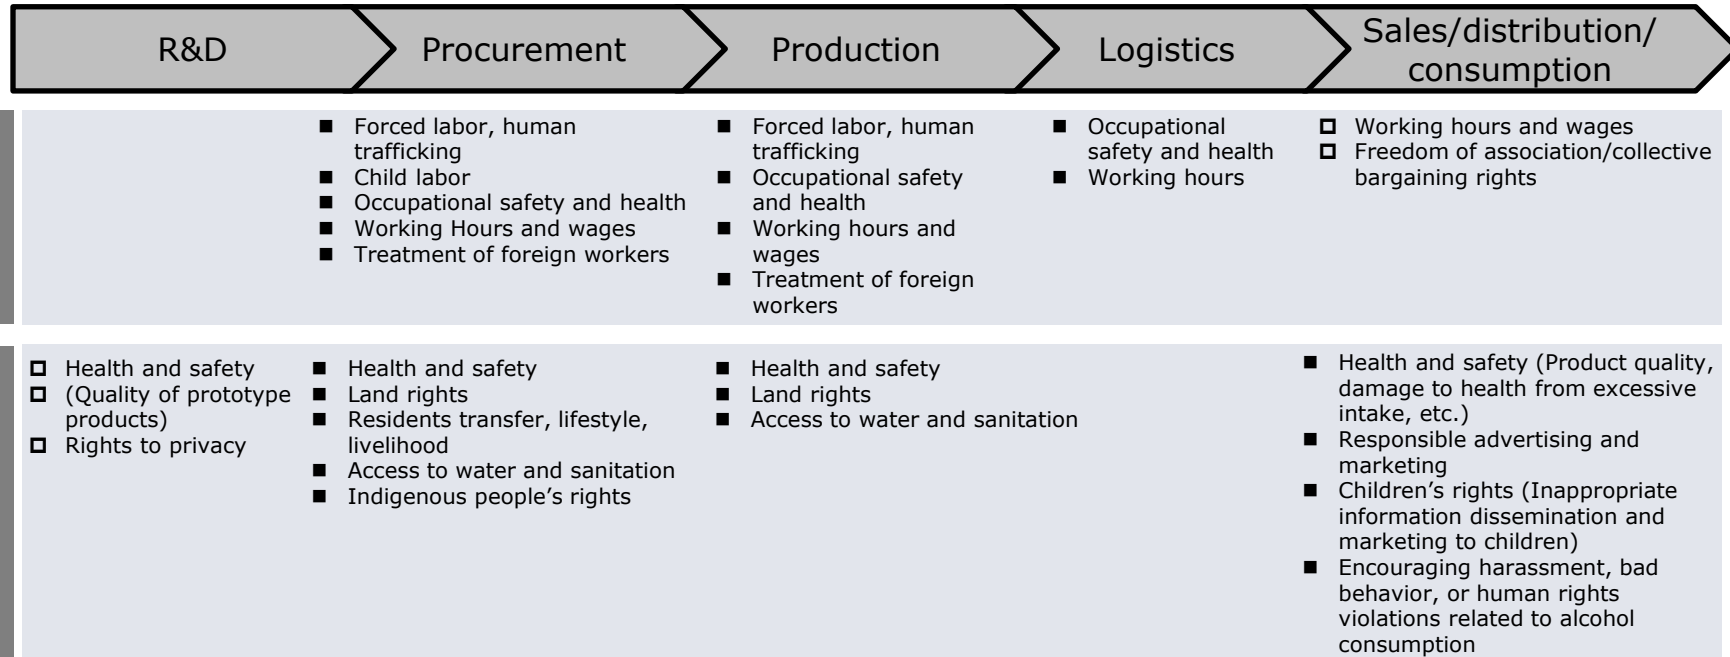 R&D
Procurement
Production
Logistics
Sales/distribution/
consumption
■ Forced labor, human
trafficking
■ Child labor
■ Occupational safety and health
■ Working Hours and wages
■ Treatment of foreign workers
■ Forced labor, human
trafficking
■ Occupational safety
and health
■ Working hours and
wages
■ Treatment of foreign
workers
■ Occupational
safety and health
■ Working hours
□ Working hours and wages
□ Freedom of association/collective
bargaining rights
□ Health and safety
□ (Quality of prototype
products)
□ Rights to privacy
■ Health and safety
■ Land rights
■ Residents transfer, lifestyle,
livelihood
■ Access to water and sanitation
■ Indigenous people’s rights
■ Health and safety
■ Land rights
■ Access to water and sanitation
■ Health and safety (Product quality,
damage to health from excessive
intake, etc.)
■ Responsible advertising and
marketing
■ Children’s rights (Inappropriate
information dissemination and
marketing to children)
■ Encouraging harassment, bad
behavior, or human rights
violations related to alcohol
consumption